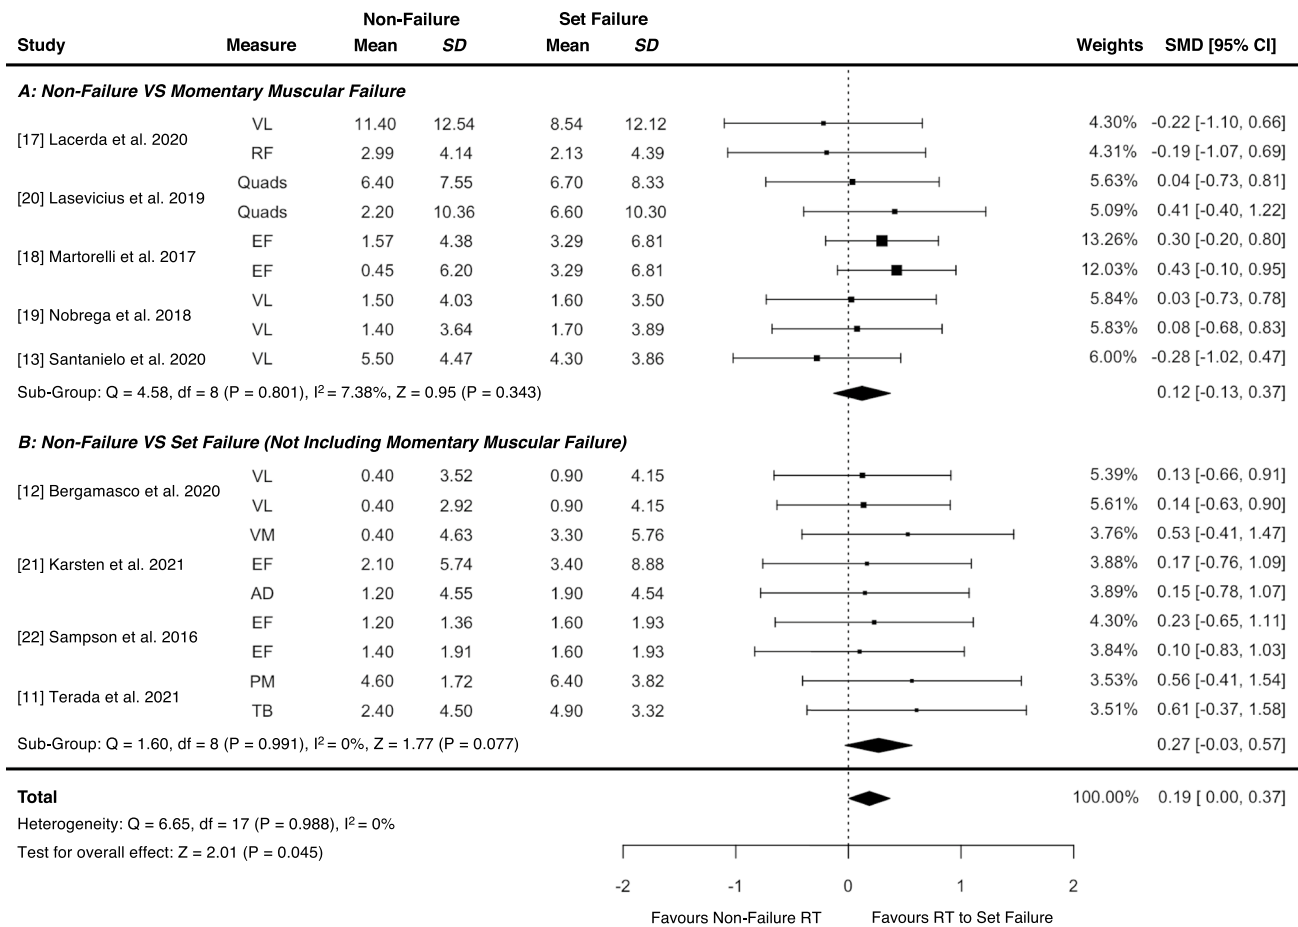 Non-Failure Set Failure
Study Measure Mean SD Mean SD Weights SMD [95% CI]
A: Non-Failure VS Momentary Muscular Failure
[17] Lacerda et al. 2020
VL 11.40 12.54 8.54 12.12 4.30% -0.22 [-1.10, 0.66]
RF 2.99 4.14 2.13 4.39 4.31% -0.19 [-1.07, 0.69]
[20] Lasevicius et al. 2019
Quads 6.40 7.55 6.70 8.33 5.63% 0.04 [-0.73, 0.81]
Quads 2.20 10.36 6.60 10.30 5.09% 0.41 [-0.40, 1.22]
[18] Martorelli et al. 2017
EF 1.57 4.38 3.29 6.81 13.26% 0.30 [-0.20, 0.80]
EF 0.45 6.20 3.29 6.81 12.03% 0.43 [-0.10, 0.95]
[19] Nobrega et al. 2018
VL 1.50 4.03 1.60 3.50 5.84% 0.03 [-0.73, 0.78]
VL 1.40 3.64 1.70 3.89 5.83% 0.08 [-0.68, 0.83]
[13] Santanielo et al. 2020 VL 5.50 4.47 4.30 3.86 6.00% -0.28 [-1.02, 0.47]
Sub-Group: Q = 4.58, df = 8 (P = 0.801), I² = 7.38%, Z = 0.95 (P = 0.343) 0.12 [-0.13, 0.37]
B: Non-Failure VS Set Failure (Not Including Momentary Muscular Failure)
[12] Bergamasco et al. 2020
VL 0.40 3.52 0.90 4.15 5.39% 0.13 [-0.66, 0.91]
VL 0.40 2.92 0.90 4.15 5.61% 0.14 [-0.63, 0.90]
VM 0.40 4.63 3.30 5.76 3.76% 0.53 [-0.41, 1.47]
[21] Karsten et al. 2021 EF 2.10 5.74 3.40 8.88 3.88% 0.17 [-0.76, 1.09]
AD 1.20 4.55 1.90 4.54 3.89% 0.15 [-0.78, 1.07]
[22] Sampson et al. 2016
EF 1.20 1.36 1.60 1.93 4.30% 0.23 [-0.65, 1.11]
EF 1.40 1.91 1.60 1.93 3.84% 0.10 [-0.83, 1.03]
[11] Terada et al. 2021
PM 4.60 1.72 6.40 3.82 3.53% 0.56 [-0.41, 1.54]
TB 2.40 4.50 4.90 3.32 3.51% 0.61 [-0.37, 1.58]
Sub-Group: Q = 1.60, df = 8 (P = 0.991), I² = 0%, Z = 1.77 (P = 0.077) 0.27 [-0.03, 0.57]
Total 100.00% 0.19 [ 0.00, 0.37]
Heterogeneity: Q = 6.65, df = 17 (P = 0.988), I² = 0%
Test for overall effect: Z = 2.01 (P = 0.045)
-2 -1 0 1 2
Favours Non-Failure RT Favours RT to Set Failure